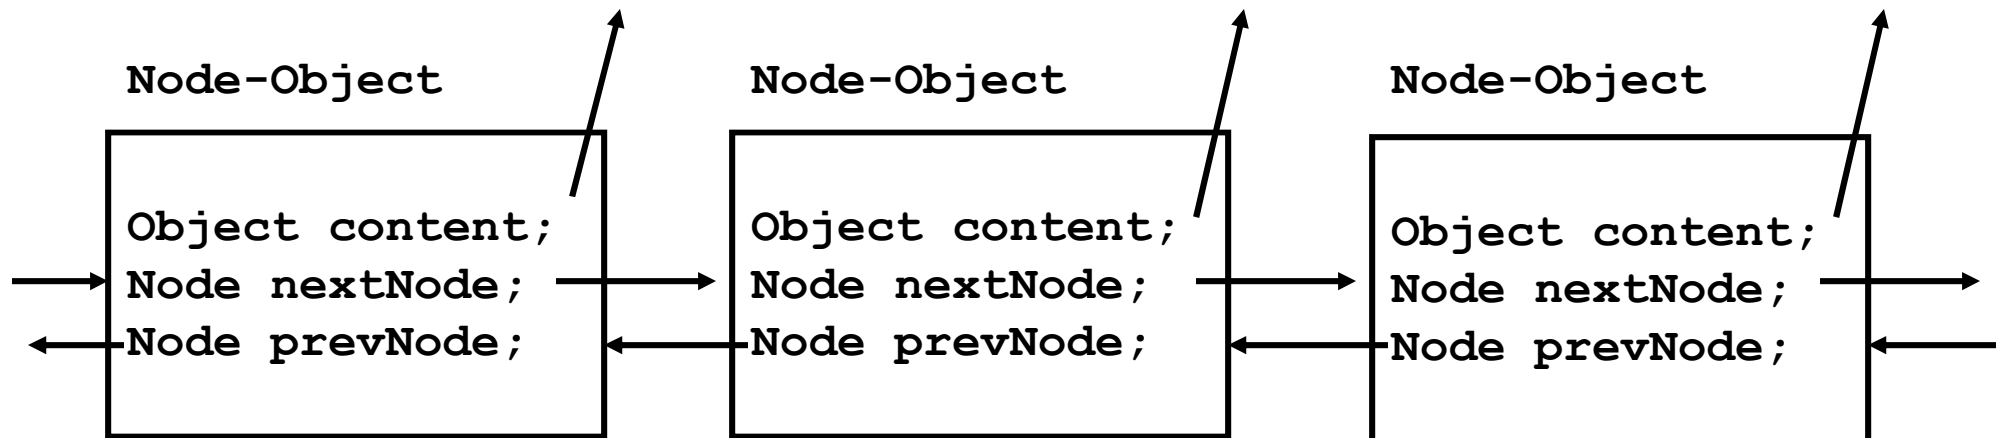 Node-Object
Object content;
Node nextNode;
Node prevNode;
Node-Object
Object content;
Node nextNode;
Node prevNode;
Node-Object
Object content;
Node nextNode;
Node prevNode;